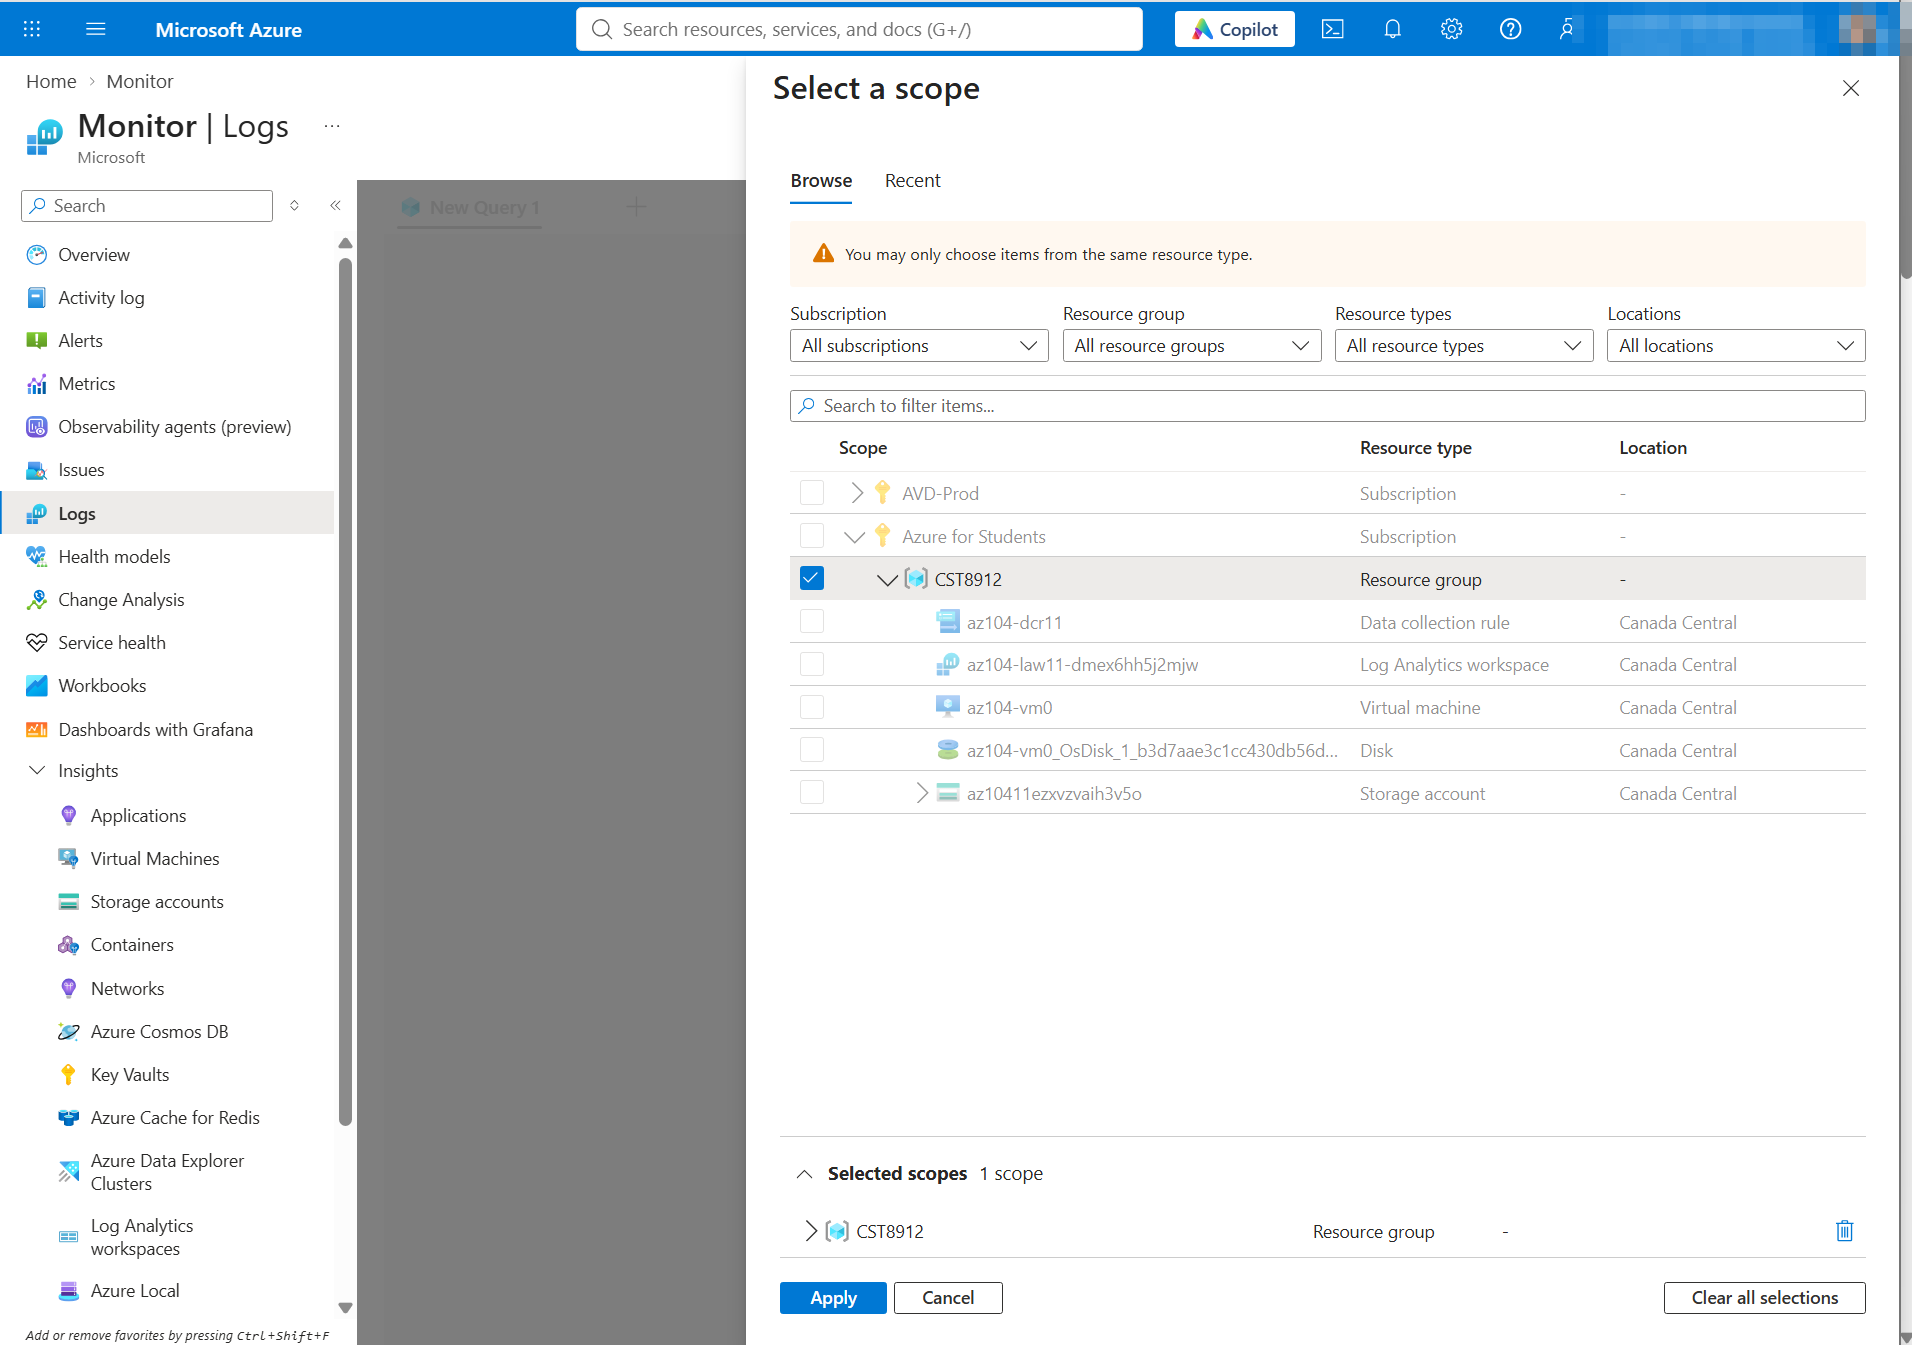 Microsoft Azure
Search resources, services, and docs (G+/)
Copilot
Home > Monitor
Monitor | Logs
...
Microsoft
Search
Overview
Activity log
Alerts
Metrics
Observability agents (preview)
Issues
Logs
Health models
Change Analysis
Service health
Workbooks
Dashboards with Grafana
Insights
Applications
Virtual Machines
Storage accounts
Containers
Networks
Azure Cosmos DB
Key Vaults
Azure Cache for Redis
Azure Data Explorer
Clusters
Log Analytics
workspaces
Azure Local
Add or remove favorites by pressing Ctrl+Shift+F
New Query 1
Select a scope
Browse Recent
You may only choose items from the same resource type.
Subscription Resource group Resource types Locations
All subscriptions All resource groups All resource types All locations
Search to filter items...
Scope Resource type Location
AVD-Prod Subscription -
Azure for Students Subscription -
CST8912 Resource group -
az104-dcr11 Data collection rule Canada Central
az104-law11-dmex6hh5j2mjw Log Analytics workspace Canada Central
az104-vm0 Virtual machine Canada Central
az104-vm0_OsDisk_1_b3d7aae3c1cc430db56d... Disk Canada Central
az10411ezxvzvaih3v5o Storage account Canada Central
Selected scopes 1 scope
CST8912 Resource group -
Apply Cancel Clear all selections